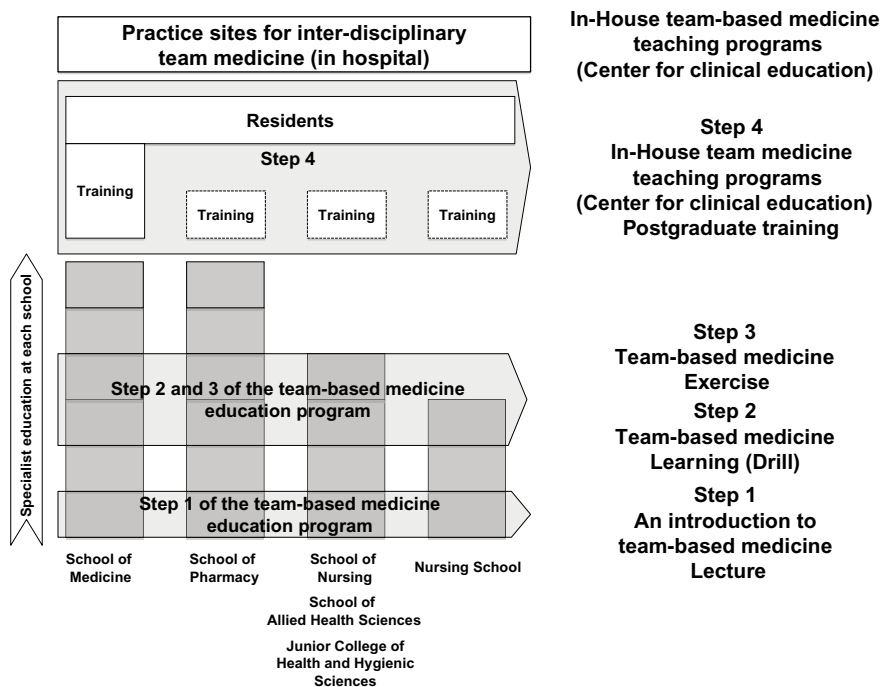 Practice sites for inter-disciplinary
team medicine (in hospital)
In-House team-based medicine
teaching programs
(Center for clinical education)
Residents
Step 4
Training
Training
Training
Training
Step 4
In-House team medicine
teaching programs
(Center for clinical education)
Postgraduate training
Specialist education at each school
Step 2 and 3 of the team-based medicine
education program
Step 3
Team-based medicine
Exercise
Step 2
Team-based medicine
Learning (Drill)
Step 1 of the team-based medicine
education program
Step 1
An introduction to
team-based medicine
Lecture
School of
Medicine
School of
Pharmacy
School of
Nursing
Nursing School
School of
Allied Health Sciences
Junior College of
Health and Hygienic
Sciences